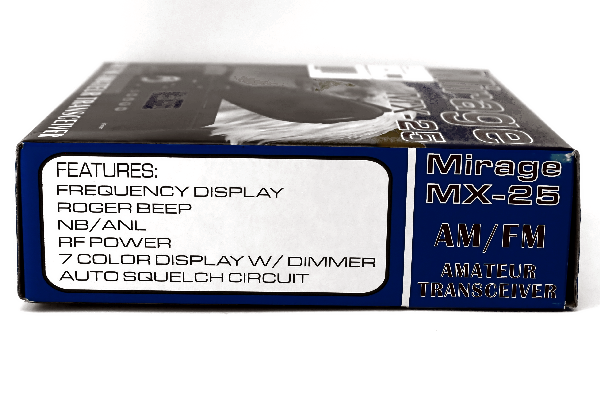 FEATURES:
FREQUENCY DISPLAY
ROGER BEEP
NB/ANL
RF POWER
7 COLOR DISPLAY W/ DIMMER
AUTO SQUELCH CIRCUIT
Mirage
MX-25
AM/FM
AMATEUR
TRANSCEIVER